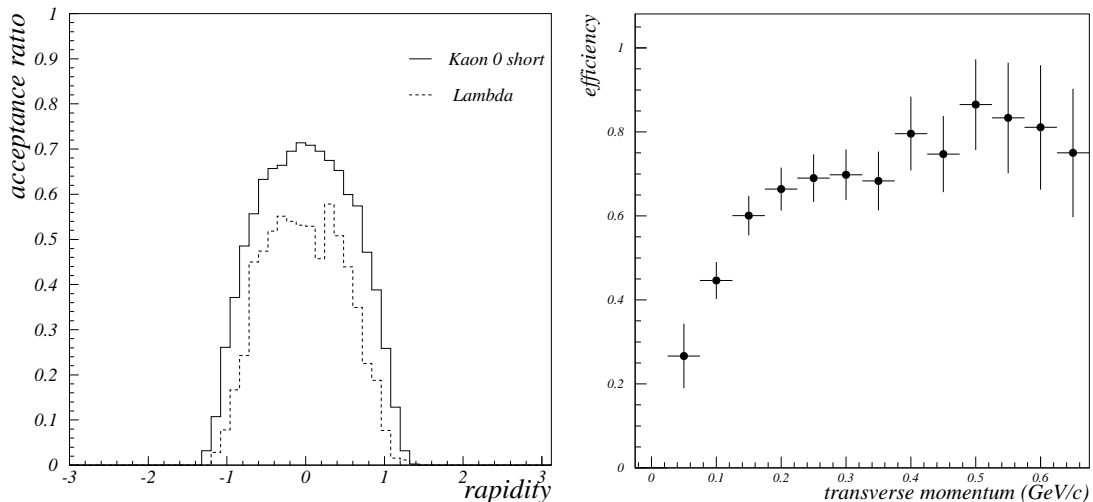 acceptance ratio
1
0.9
0.8
0.7
0.6
0.5
0.4
0.3
0.2
0.1
0
Kaon 0 short
Lambda
-3 -2 -1 0 1 2 3
rapidity
efficiency
1
0.8
0.6
0.4
0.2
0
0 0.1 0.2 0.3 0.4 0.5 0.6
transverse momentum (GeV/c)